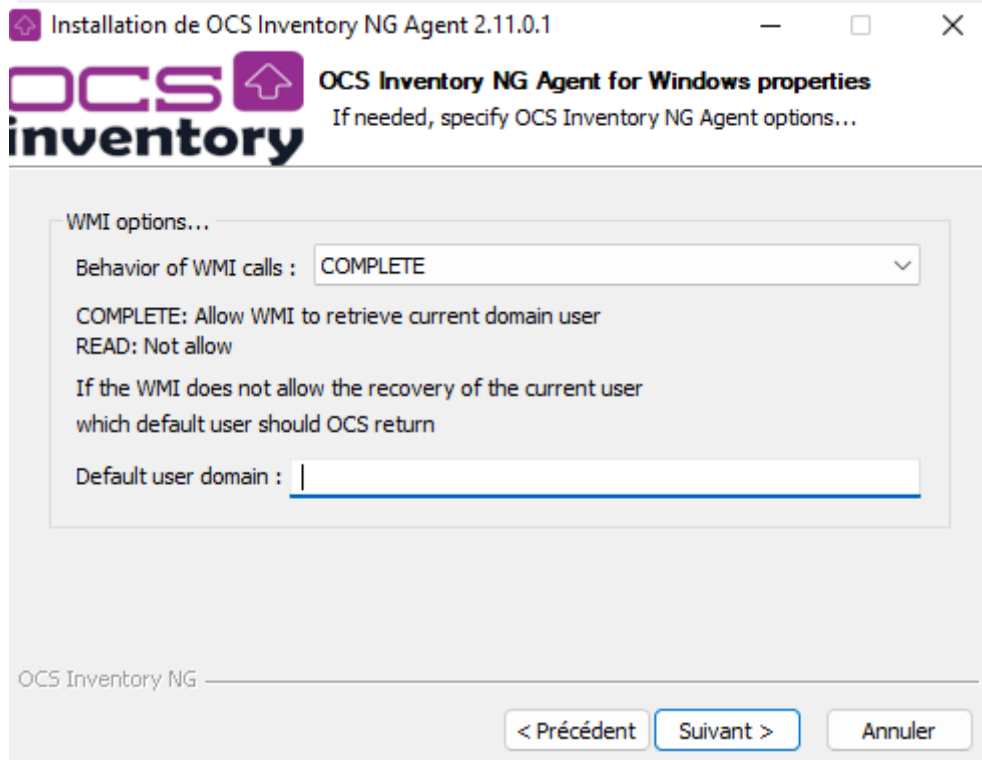 Installation de OCS Inventory NG Agent 2.11.0.1
OCS
inventory
OCS Inventory NG Agent for Windows properties
If needed, specify OCS Inventory NG Agent options...
WMI options...
Behavior of WMI calls : COMPLETE
COMPLETE: Allow WMI to retrieve current domain user
READ: Not allow
If the WMI does not allow the recovery of the current user
which default user should OCS return
Default user domain :
OCS Inventory NG
< Précédent Suivant > Annuler